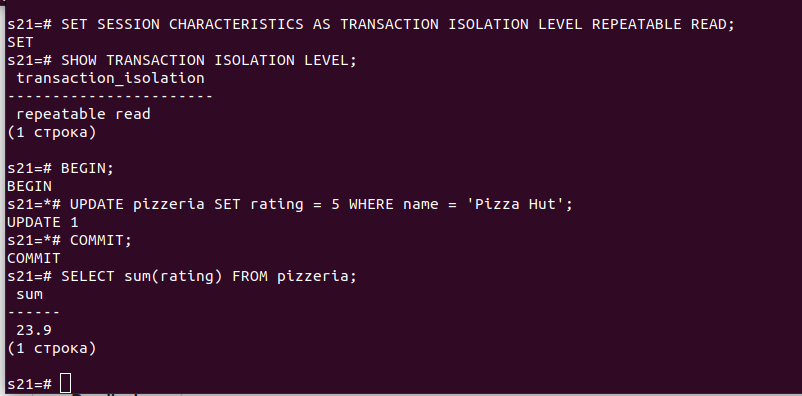 s21=# SET SESSION CHARACTERISTICS AS TRANSACTION ISOLATION LEVEL REPEATABLE READ;
SET
s21=# SHOW TRANSACTION ISOLATION LEVEL;
 transaction_isolation
-----------------------
 repeatable read
(1 строка)

s21=# BEGIN;
BEGIN
s21=*# UPDATE pizzeria SET rating = 5 WHERE name = 'Pizza Hut';
UPDATE 1
s21=*# COMMIT;
COMMIT
s21=# SELECT sum(rating) FROM pizzeria;
 sum
------
 23.9
(1 строка)

s21=#